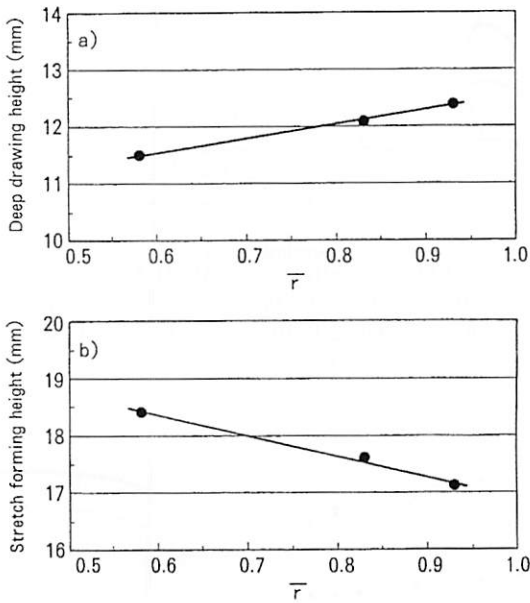 a)
Deep drawing height (mm)
14
13
12
11
10
0.5 0.6 0.7 0.8 0.9 1.0
r̅
b)
Stretch forming height (mm)
20
19
18
17
16
0.5 0.6 0.7 0.8 0.9 1.0
r̅